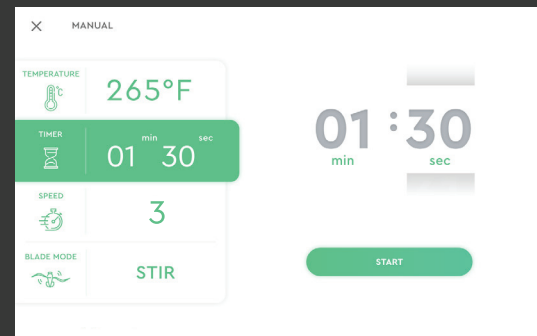 MANUAL
TEMPERATURE
°C
265°F
TIMER
min sec
01 30
SPEED
3
BLADE MODE
STIR
01 : 30
min sec
START